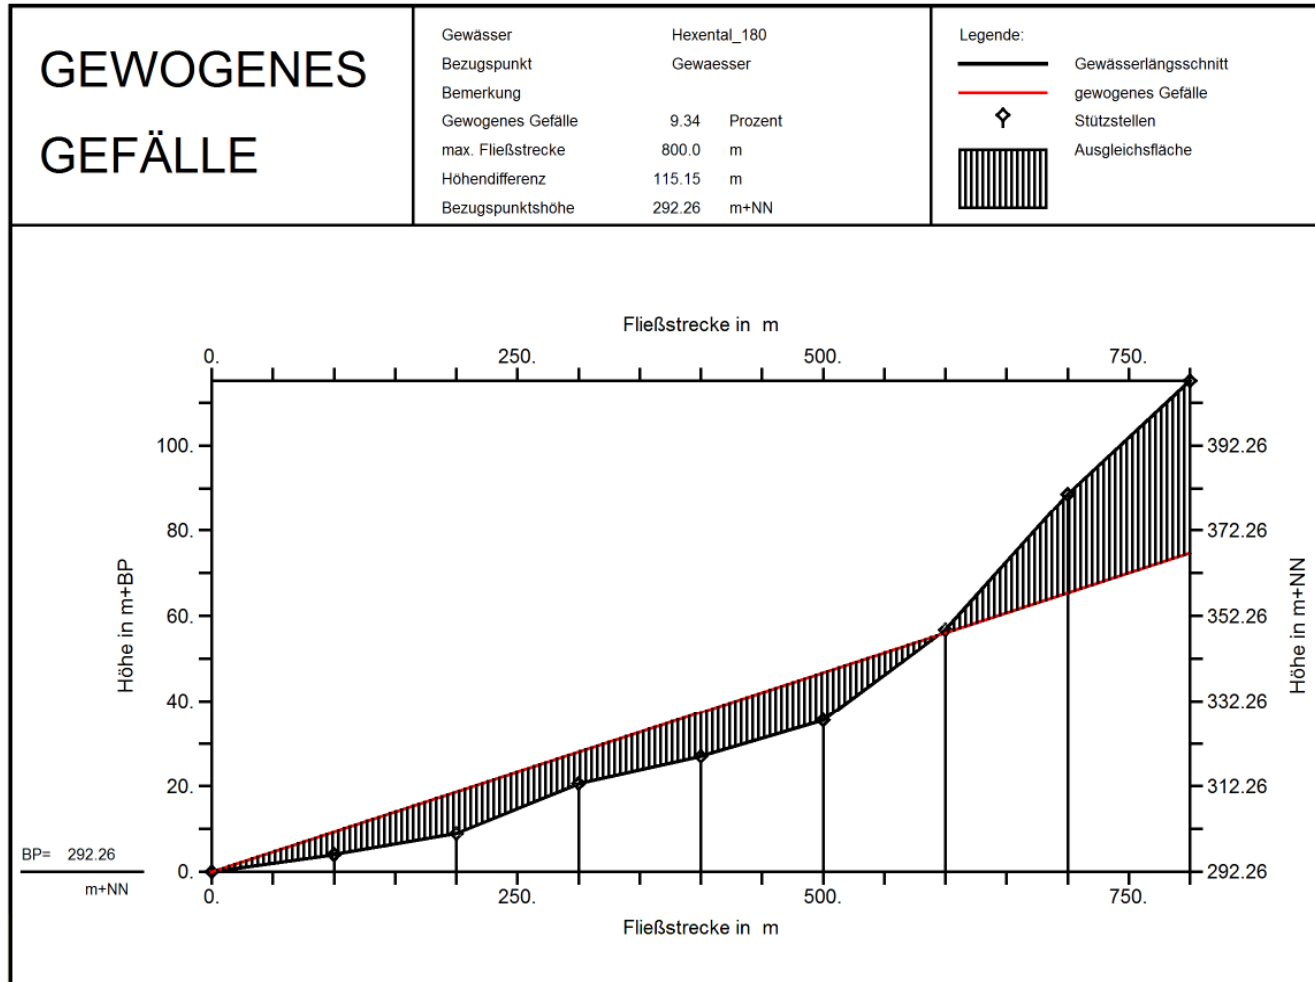 GEWOGENES
GEFÄLLE
Gewässer Hexental_180
Bezugspunkt Gewaesser
Bemerkung
Gewogenes Gefälle 9.34 Prozent
max. Fließstrecke 800.0 m
Höhendifferenz 115.15 m
Bezugspunktshöhe 292.26 m+NN
Legende:
Gewässerlängsschnitt
gewogenes Gefälle
Stützstellen
Ausgleichsfläche
Fließstrecke in m
0. 250. 500. 750.
100. 392.26
80. 372.26
60. 352.26
40. 332.26
20. 312.26
0. 292.26
Höhe in m+BP
Höhe in m+NN
BP= 292.26
m+NN
0. 250. 500. 750.
Fließstrecke in m